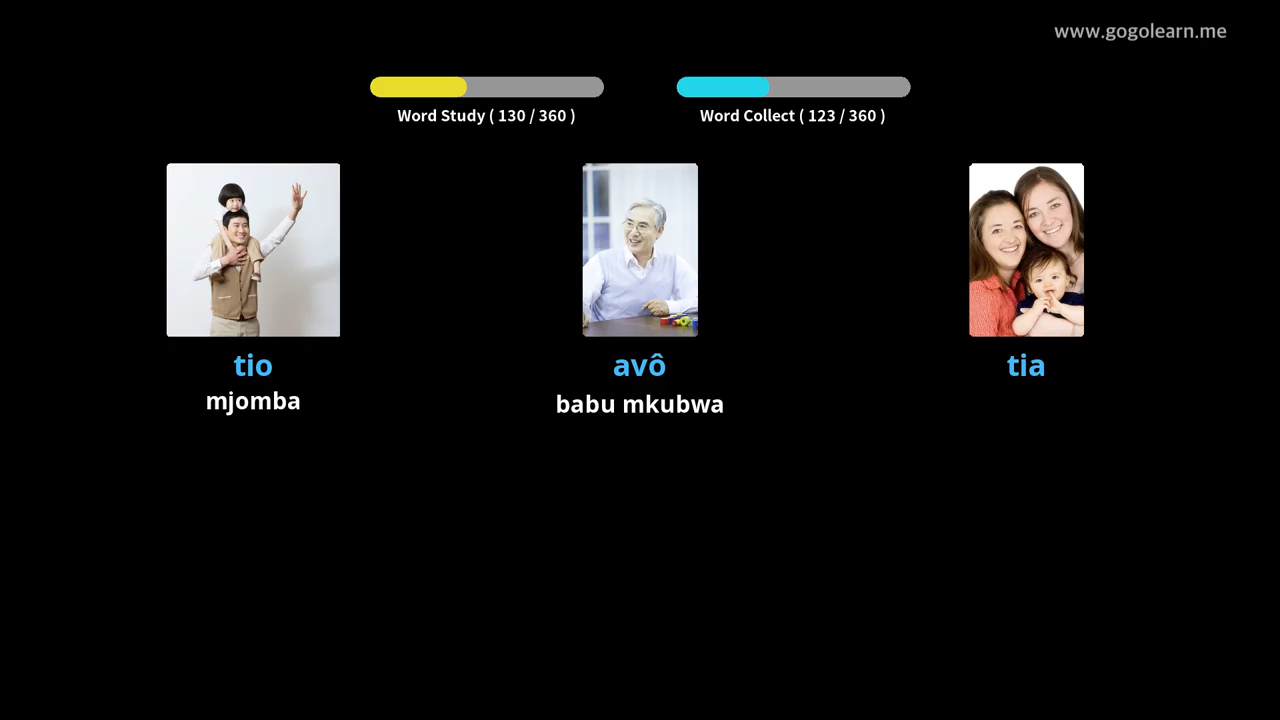 www.gogolearn.me
Word Study ( 130 / 360 )
Word Collect ( 123 / 360 )
tio
mjomba
avô
babu mkubwa
tia